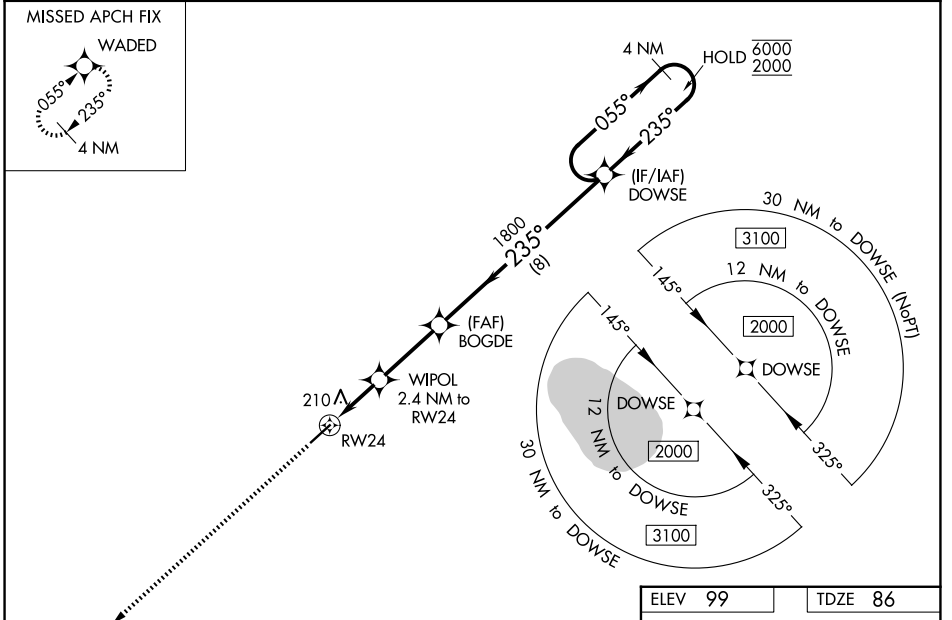 MISSED APCH FIX
WADED
055°
235°
4 NM
4 NM
HOLD 6000
2000
055°
235°
(IF/IAF)
DOWSE
1800
235°
(8)
(FAF)
BOGDE
WIPOL
2.4 NM to
RW24
210
RW24
30 NM to DOWSE (NoPT)
3100
145°
12 NM to DOWSE
2000
DOWSE
325°
145°
DOWSE
12 NM to DOWSE
2000
325°
30 NM to DOWSE
3100
ELEV 99
TDZE 86